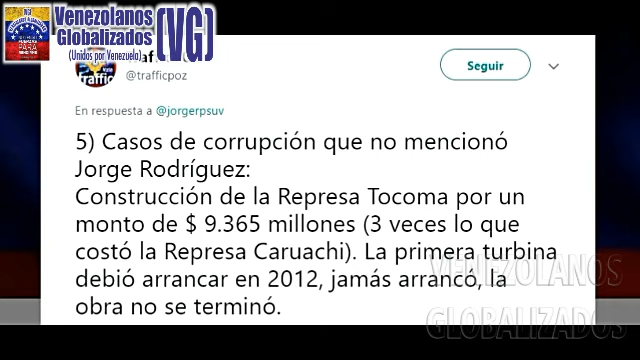 VG
Venezolanos
Globalizados
(Unidos por Venezuela)
(VG)
traffic
@trafficpoz
Seguir
En respuesta a @jorgerpsuv
5) Casos de corrupción que no mencionó
Jorge Rodríguez:
Construcción de la Represa Tocoma por un
monto de $ 9.365 millones (3 veces lo que
costó la Represa Caruachi). La primera turbina
debió arrancar en 2012, jamás arrancó, la
obra no se terminó.
VENEZOLANOS
GLOBALIZADOS